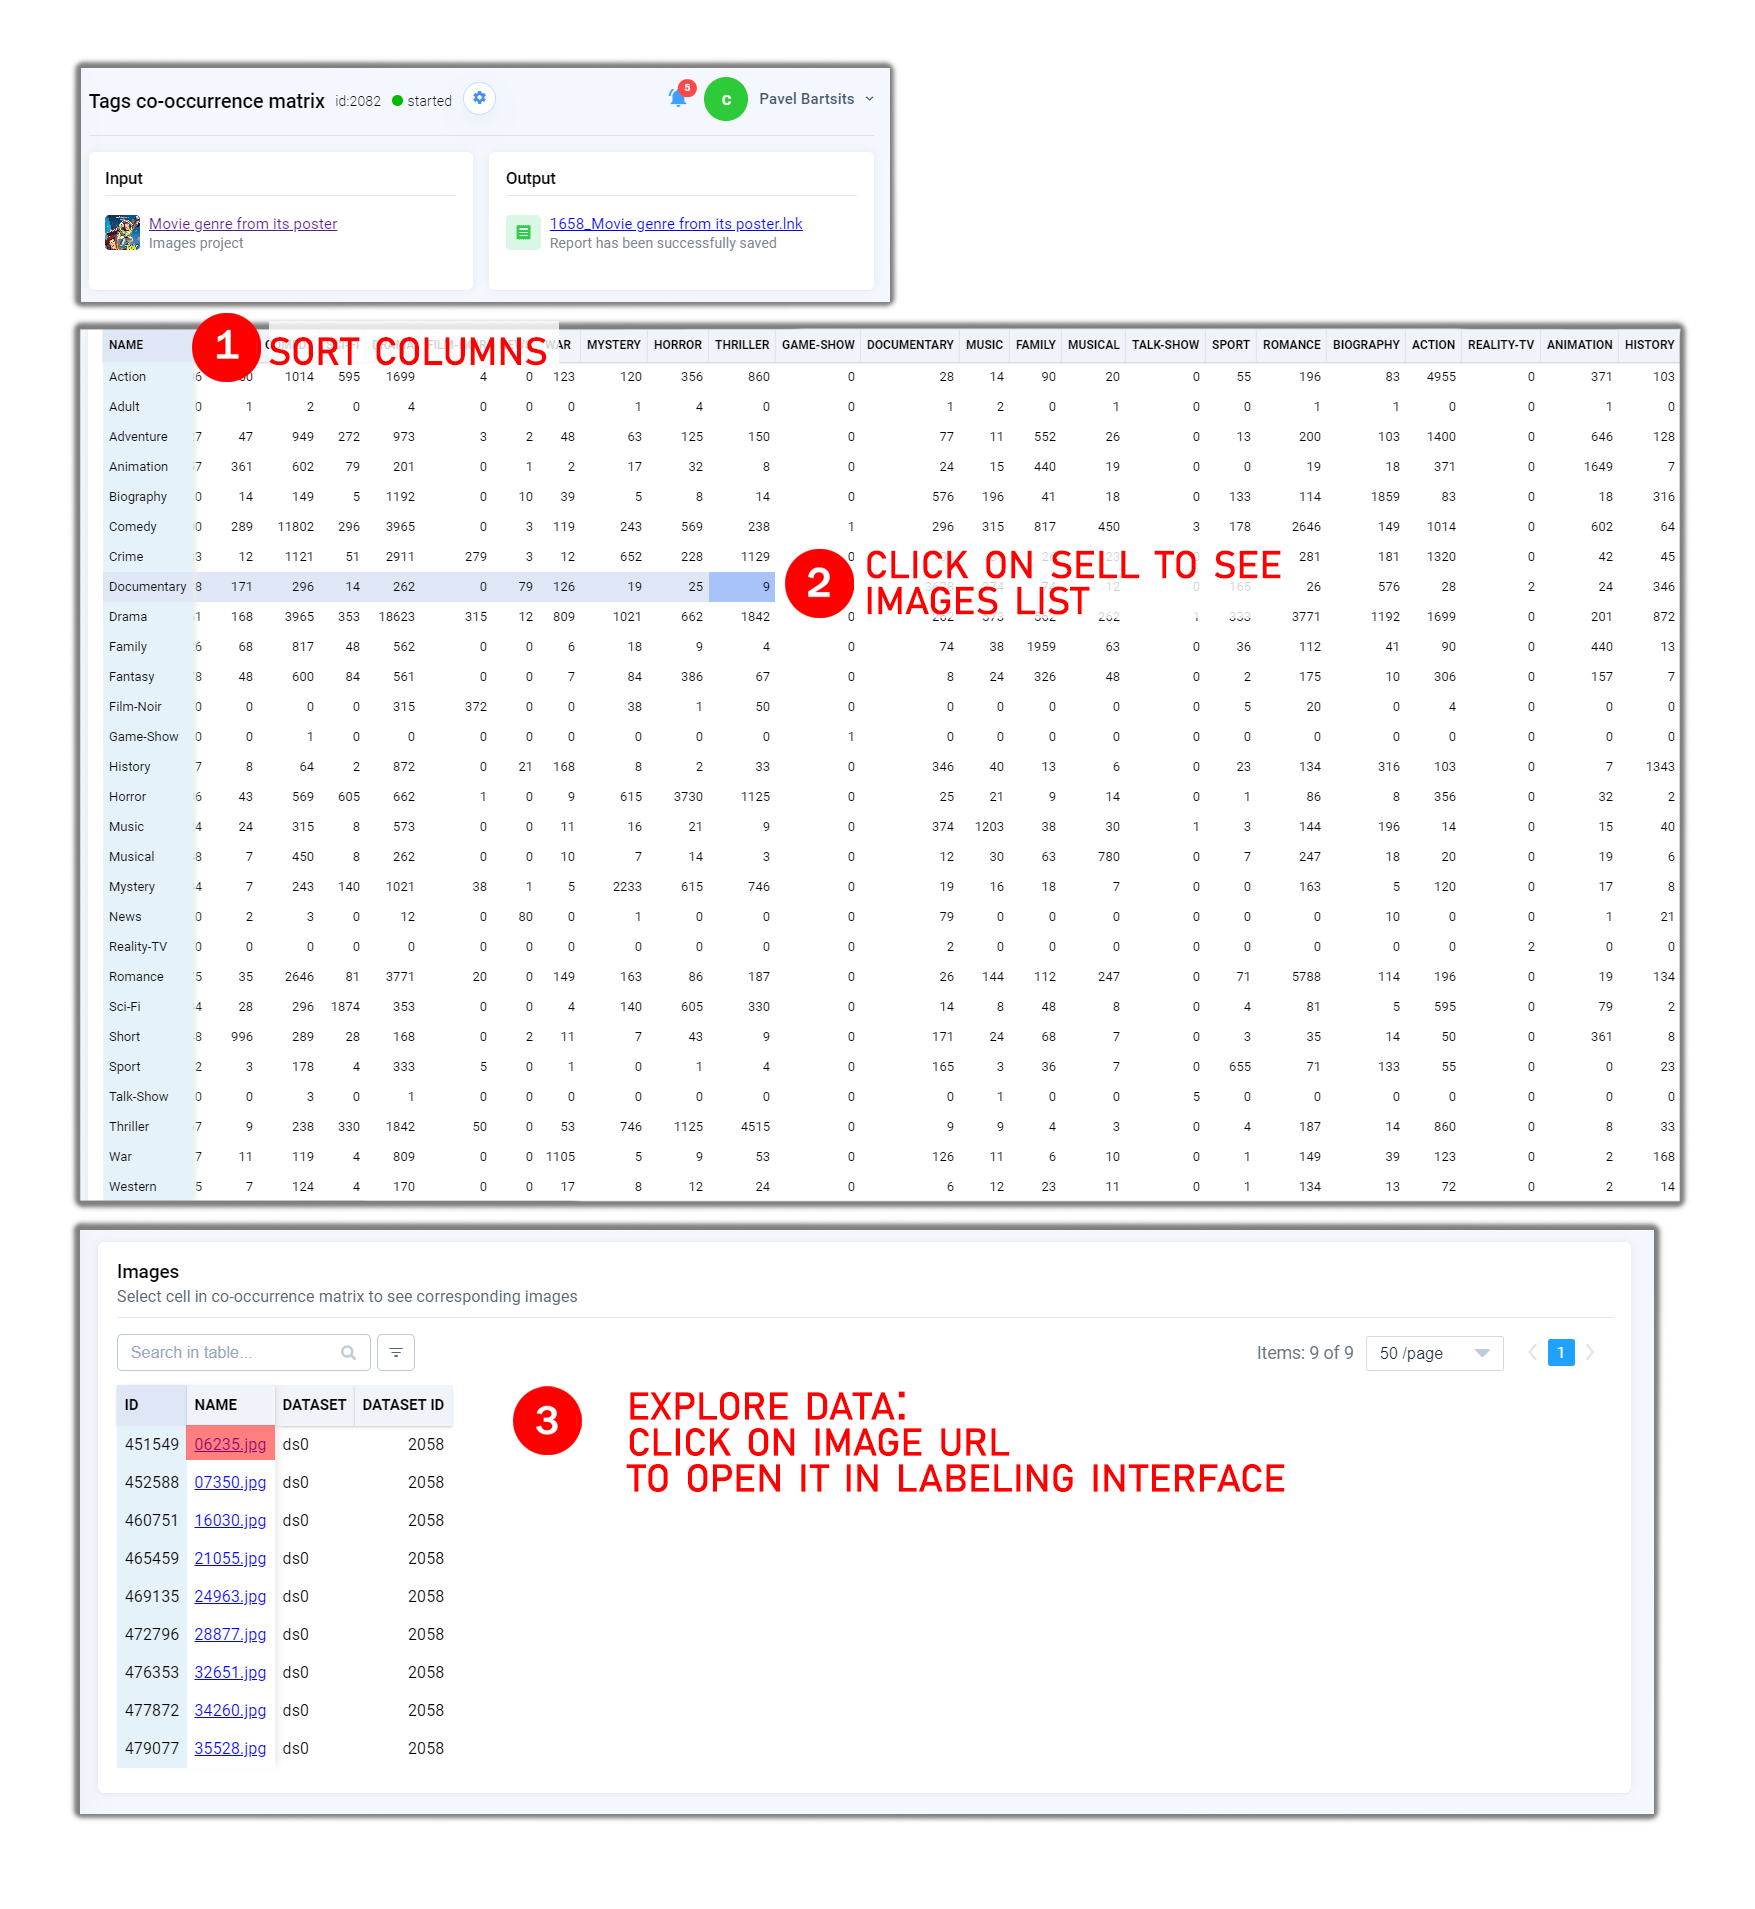 Tags co-occurrence matrix id:2082 started 5 c Pavel Bartsits
Input Output
Movie genre from its poster 1658_Movie genre from its poster.lnk
Images project Report has been successfully saved
1 SORT COLUMNS
NAME MYSTERY HORROR THRILLER GAME-SHOW DOCUMENTARY MUSIC FAMILY MUSICAL TALK-SHOW SPORT ROMANCE BIOGRAPHY ACTION REALITY-TV ANIMATION HISTORY
Action 1014 595 1699 4 0 123 120 356 860 0 28 14 90 20 0 55 196 83 4955 0 371 103
Adult 0 1 2 0 4 0 0 0 1 4 0 0 1 2 0 1 0 0 1 1 0 0 1 0
Adventure 7 47 949 272 973 3 2 48 63 125 150 0 77 11 552 26 0 13 200 103 1400 0 646 128
Animation 7 361 602 79 201 0 1 2 17 32 8 0 24 15 440 19 0 0 19 18 371 0 1649 7
Biography 0 14 149 5 1192 0 10 39 5 8 14 0 576 196 41 18 0 133 114 1859 83 0 18 316
Comedy 0 289 11802 296 3965 0 3 119 243 569 238 1 296 315 817 450 3 178 2646 149 1014 0 602 64
Crime 3 12 1121 51 2911 279 3 12 652 228 1129 0 281 181 1320 0 42 45
2 CLICK ON SELL TO SEE
IMAGES LIST
Documentary 8 171 296 14 262 0 79 126 19 25 9 26 576 28 2 24 346
Drama 1 168 3965 353 18623 315 12 809 1021 662 1842 0 262 573 262 1 333 3771 1192 1699 0 201 872
Family 6 68 817 48 562 0 0 6 18 9 4 0 74 38 1959 63 0 36 112 41 90 0 440 13
Fantasy 8 48 600 84 561 0 0 7 84 386 67 0 8 24 326 48 0 2 175 10 306 0 157 7
Film-Noir 0 0 0 0 315 372 0 0 38 1 50 0 0 0 0 0 0 5 20 0 4 0 0 0
Game-Show 0 0 1 0 0 0 0 0 0 0 0 1 0 0 0 0 0 0 0 0 0 0 0 0
History 7 8 64 2 872 0 21 168 8 2 33 0 346 40 13 6 0 23 134 316 103 0 7 1343
Horror 6 43 569 605 662 1 0 9 615 3730 1125 0 25 21 9 14 0 1 86 8 356 0 32 2
Music 4 24 315 8 573 0 0 11 16 21 9 0 374 1203 38 30 1 3 144 196 14 0 15 40
Musical 8 7 450 8 262 0 0 10 7 14 3 0 12 30 63 780 0 7 247 18 20 0 19 6
Mystery 4 7 243 140 1021 38 1 5 2233 615 746 0 19 16 18 7 0 0 163 5 120 0 17 8
News 0 2 3 0 12 0 80 0 1 0 0 0 79 0 0 0 0 0 0 10 0 0 1 21
Reality-TV 0 0 0 0 0 0 0 0 0 0 0 0 2 0 0 0 0 0 0 0 0 2 0 0
Romance 5 35 2646 81 3771 20 0 149 163 86 187 0 26 144 112 247 0 71 5788 114 196 0 19 134
Sci-Fi 4 28 296 1874 353 0 0 4 140 605 330 0 14 8 48 8 0 4 81 5 595 0 79 2
Short 8 996 289 28 168 0 2 11 7 43 9 0 171 24 68 7 0 3 35 14 50 0 361 8
Sport 2 3 178 4 333 5 0 1 0 1 4 0 165 3 36 7 0 655 71 133 55 0 0 23
Talk-Show 0 0 3 0 1 0 0 0 0 0 0 0 0 1 0 0 5 0 0 0 0 0 0 0
Thriller 7 9 238 330 1842 50 0 53 746 1125 4515 0 9 9 4 3 0 4 187 14 860 0 8 33
War 7 11 119 4 809 0 0 1105 5 9 53 0 126 11 6 10 0 1 149 39 123 0 2 168
Western 5 7 124 4 170 0 0 17 8 12 24 0 6 12 23 11 0 1 134 13 72 0 2 14
Images
Select cell in co-occurrence matrix to see corresponding images
Search in table... Items: 9 of 9 50 /page 1
ID NAME DATASET DATASET ID
451549 06235.jpg ds0 2058
452588 07350.jpg ds0 2058
460751 16030.jpg ds0 2058
465459 21055.jpg ds0 2058
469135 24963.jpg ds0 2058
472796 28877.jpg ds0 2058
476353 32651.jpg ds0 2058
477872 34260.jpg ds0 2058
479077 35528.jpg ds0 2058
3 EXPLORE DATA:
CLICK ON IMAGE URL
TO OPEN IT IN LABELING INTERFACE